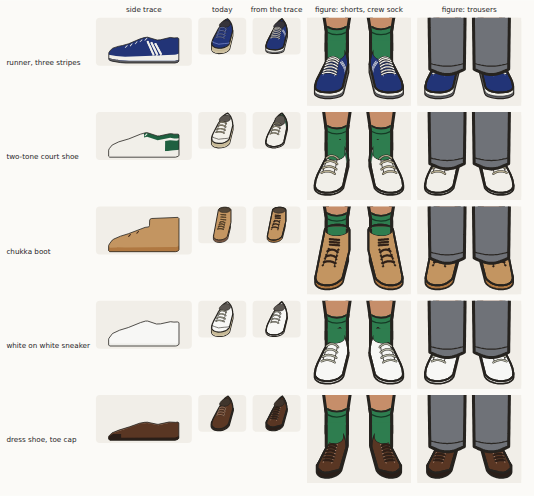 side trace
today
from the trace
figure: shorts, crew sock
figure: trousers
runner, three stripes
two-tone court shoe
chukka boot
white on white sneaker
dress shoe, toe cap